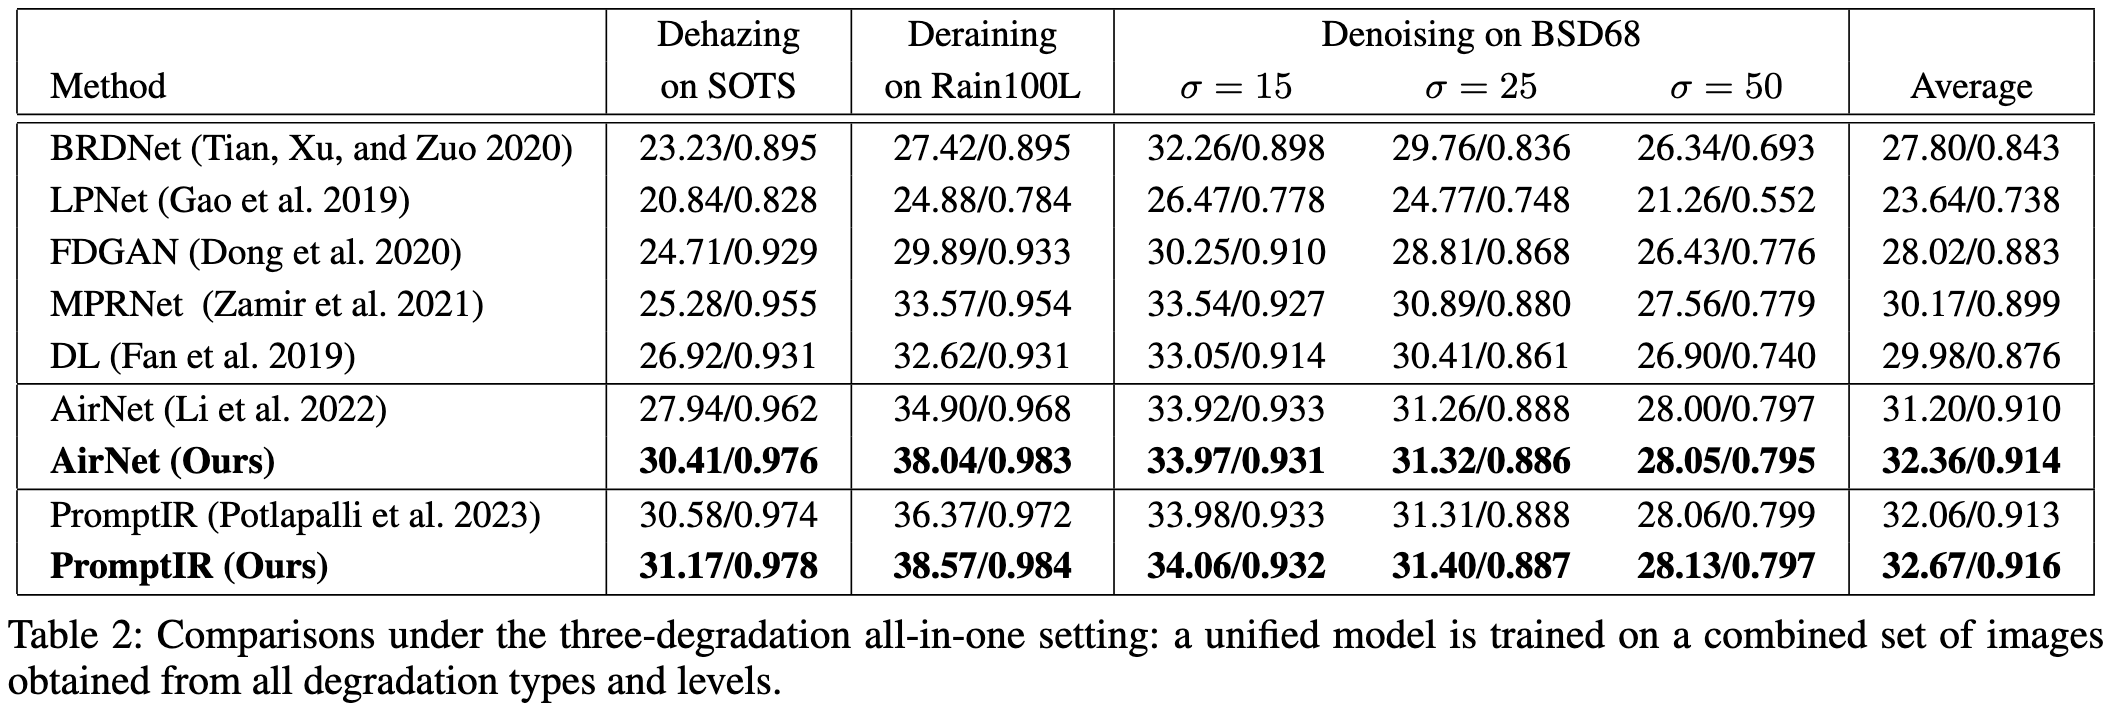 Dehazing Deraining Denoising on BSD68
Method on SOTS on Rain100L σ = 15 σ = 25 σ = 50 Average
BRDNet (Tian, Xu, and Zuo 2020) 23.23/0.895 27.42/0.895 32.26/0.898 29.76/0.836 26.34/0.693 27.80/0.843
LPNet (Gao et al. 2019) 20.84/0.828 24.88/0.784 26.47/0.778 24.77/0.748 21.26/0.552 23.64/0.738
FDGAN (Dong et al. 2020) 24.71/0.929 29.89/0.933 30.25/0.910 28.81/0.868 26.43/0.776 28.02/0.883
MPRNet (Zamir et al. 2021) 25.28/0.955 33.57/0.954 33.54/0.927 30.89/0.880 27.56/0.779 30.17/0.899
DL (Fan et al. 2019) 26.92/0.931 32.62/0.931 33.05/0.914 30.41/0.861 26.90/0.740 29.98/0.876
AirNet (Li et al. 2022) 27.94/0.962 34.90/0.968 33.92/0.933 31.26/0.888 28.00/0.797 31.20/0.910
AirNet (Ours) 30.41/0.976 38.04/0.983 33.97/0.931 31.32/0.886 28.05/0.795 32.36/0.914
PromptIR (Potlapalli et al. 2023) 30.58/0.974 36.37/0.972 33.98/0.933 31.31/0.888 28.06/0.799 32.06/0.913
PromptIR (Ours) 31.17/0.978 38.57/0.984 34.06/0.932 31.40/0.887 28.13/0.797 32.67/0.916
Table 2: Comparisons under the three-degradation all-in-one setting: a unified model is trained on a combined set of images
obtained from all degradation types and levels.